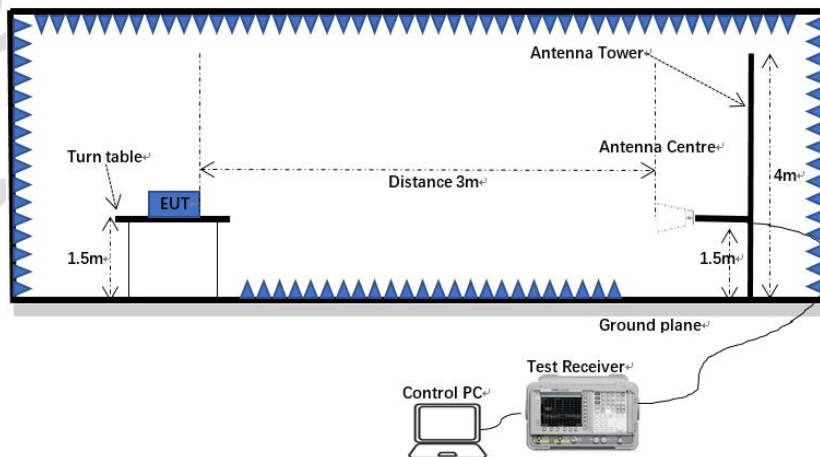 Antenna Tower
Turn table
Antenna Centre
Distance 3m
4m
EUT
1.5m
1.5m
Ground plane
Test Receiver
Control PC